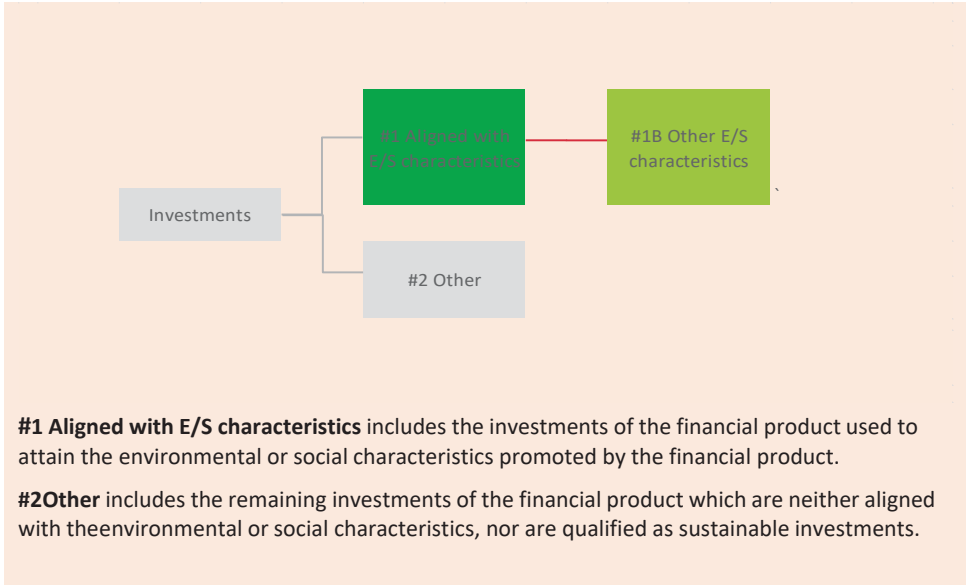 #1 Aligned with
E/S characteristics
#1B Other E/S
characteristics
`
Investments
#2 Other
#1 Aligned with E/S characteristics includes the investments of the financial product used to
attain the environmental or social characteristics promoted by the financial product.
#2Other includes the remaining investments of the financial product which are neither aligned
with theenvironmental or social characteristics, nor are qualified as sustainable investments.